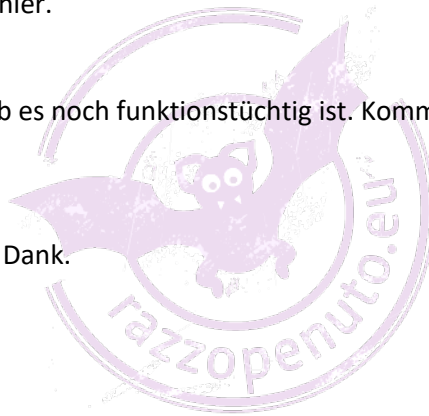 hier.
b es noch funktionstüchtig ist. Komm
Dank.
razzopenuto.eu